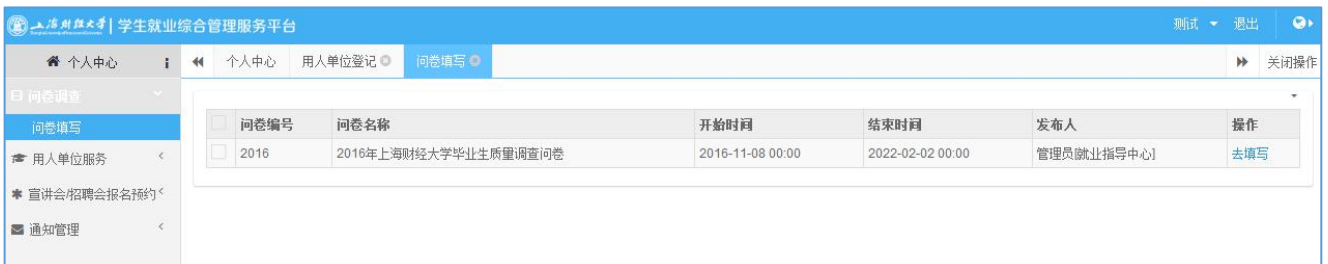 上海财经大学 | 学生就业综合管理服务平台
测试 退出
个人中心
个人中心 用人单位登记 问卷填写 关闭操作
问卷调查
问卷填写
用人单位服务
宣讲会/招聘会报名预约
通知管理
问卷编号 问卷名称 开始时间 结束时间 发布人 操作
2016 2016年上海财经大学毕业生质量调查问卷 2016-11-08 00:00 2022-02-02 00:00 管理员[就业指导中心] 去填写